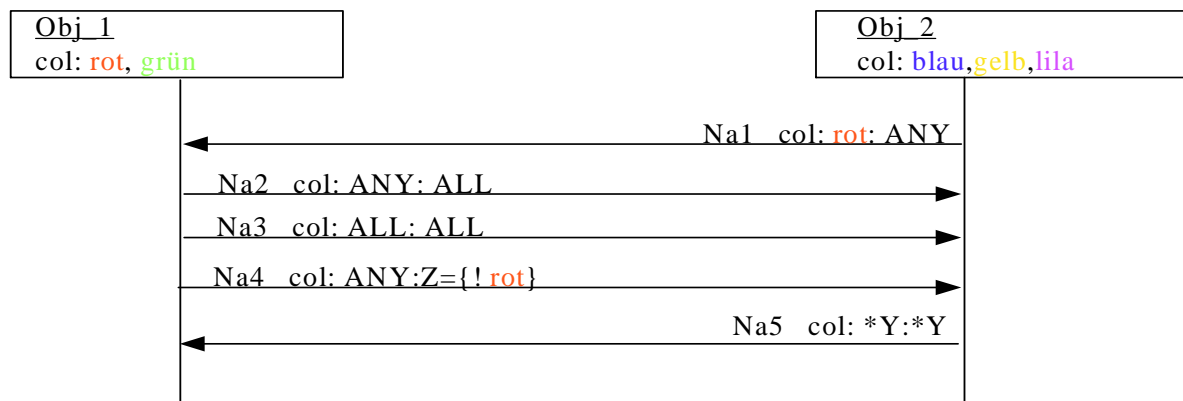 Obj_1
col: rot, grün
Obj_2
col: blau,gelb,lila
Na1 col: rot: ANY
Na2 col: ANY: ALL
Na3 col: ALL: ALL
Na4 col: ANY:Z={! rot}
Na5 col: *Y:*Y